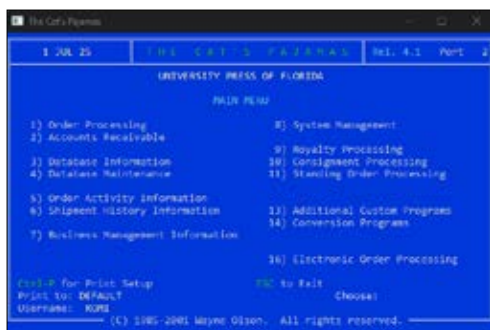 The Cat's Pajamas
1 JUL 25 THE CAT'S PAJAMAS Rel. 4.1 Port 2
UNIVERSITY PRESS OF FLORIDA
MAIN MENU
1) Order Processing 8) System Management
2) Accounts Receivable
9) Royalty Processing
3) Database Information 10) Consignment Processing
4) Database Maintenance 11) Standing Order Processing
5) Order Activity Information
6) Shipment History Information 13) Additional Custom Programs
14) Conversion Programs
7) Business Management Information
16) Electronic Order Processing
Ctrl-P for Print Setup ESC to Exit
Print to: DEFAULT Choose:
Username: ROMI
(C) 1985-2001 Wayne Olson. All rights reserved.